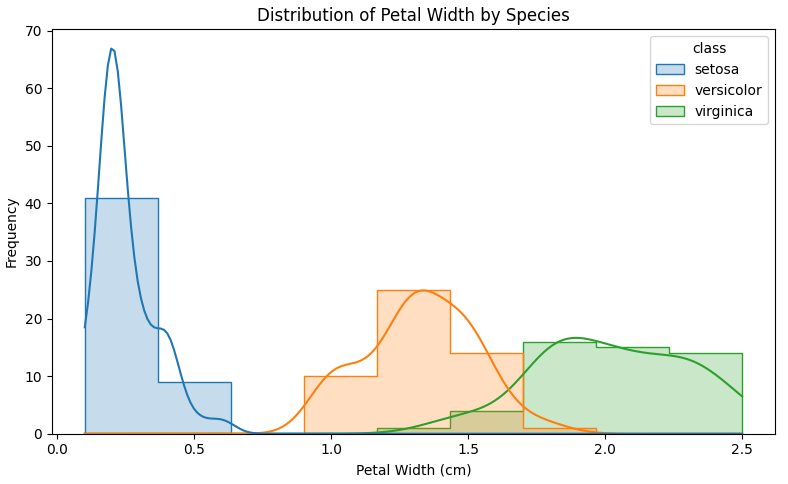 Distribution of Petal Width by Species
class
setosa
versicolor
virginica
Frequency
70
60
50
40
30
20
10
0
0.0 0.5 1.0 1.5 2.0 2.5
Petal Width (cm)